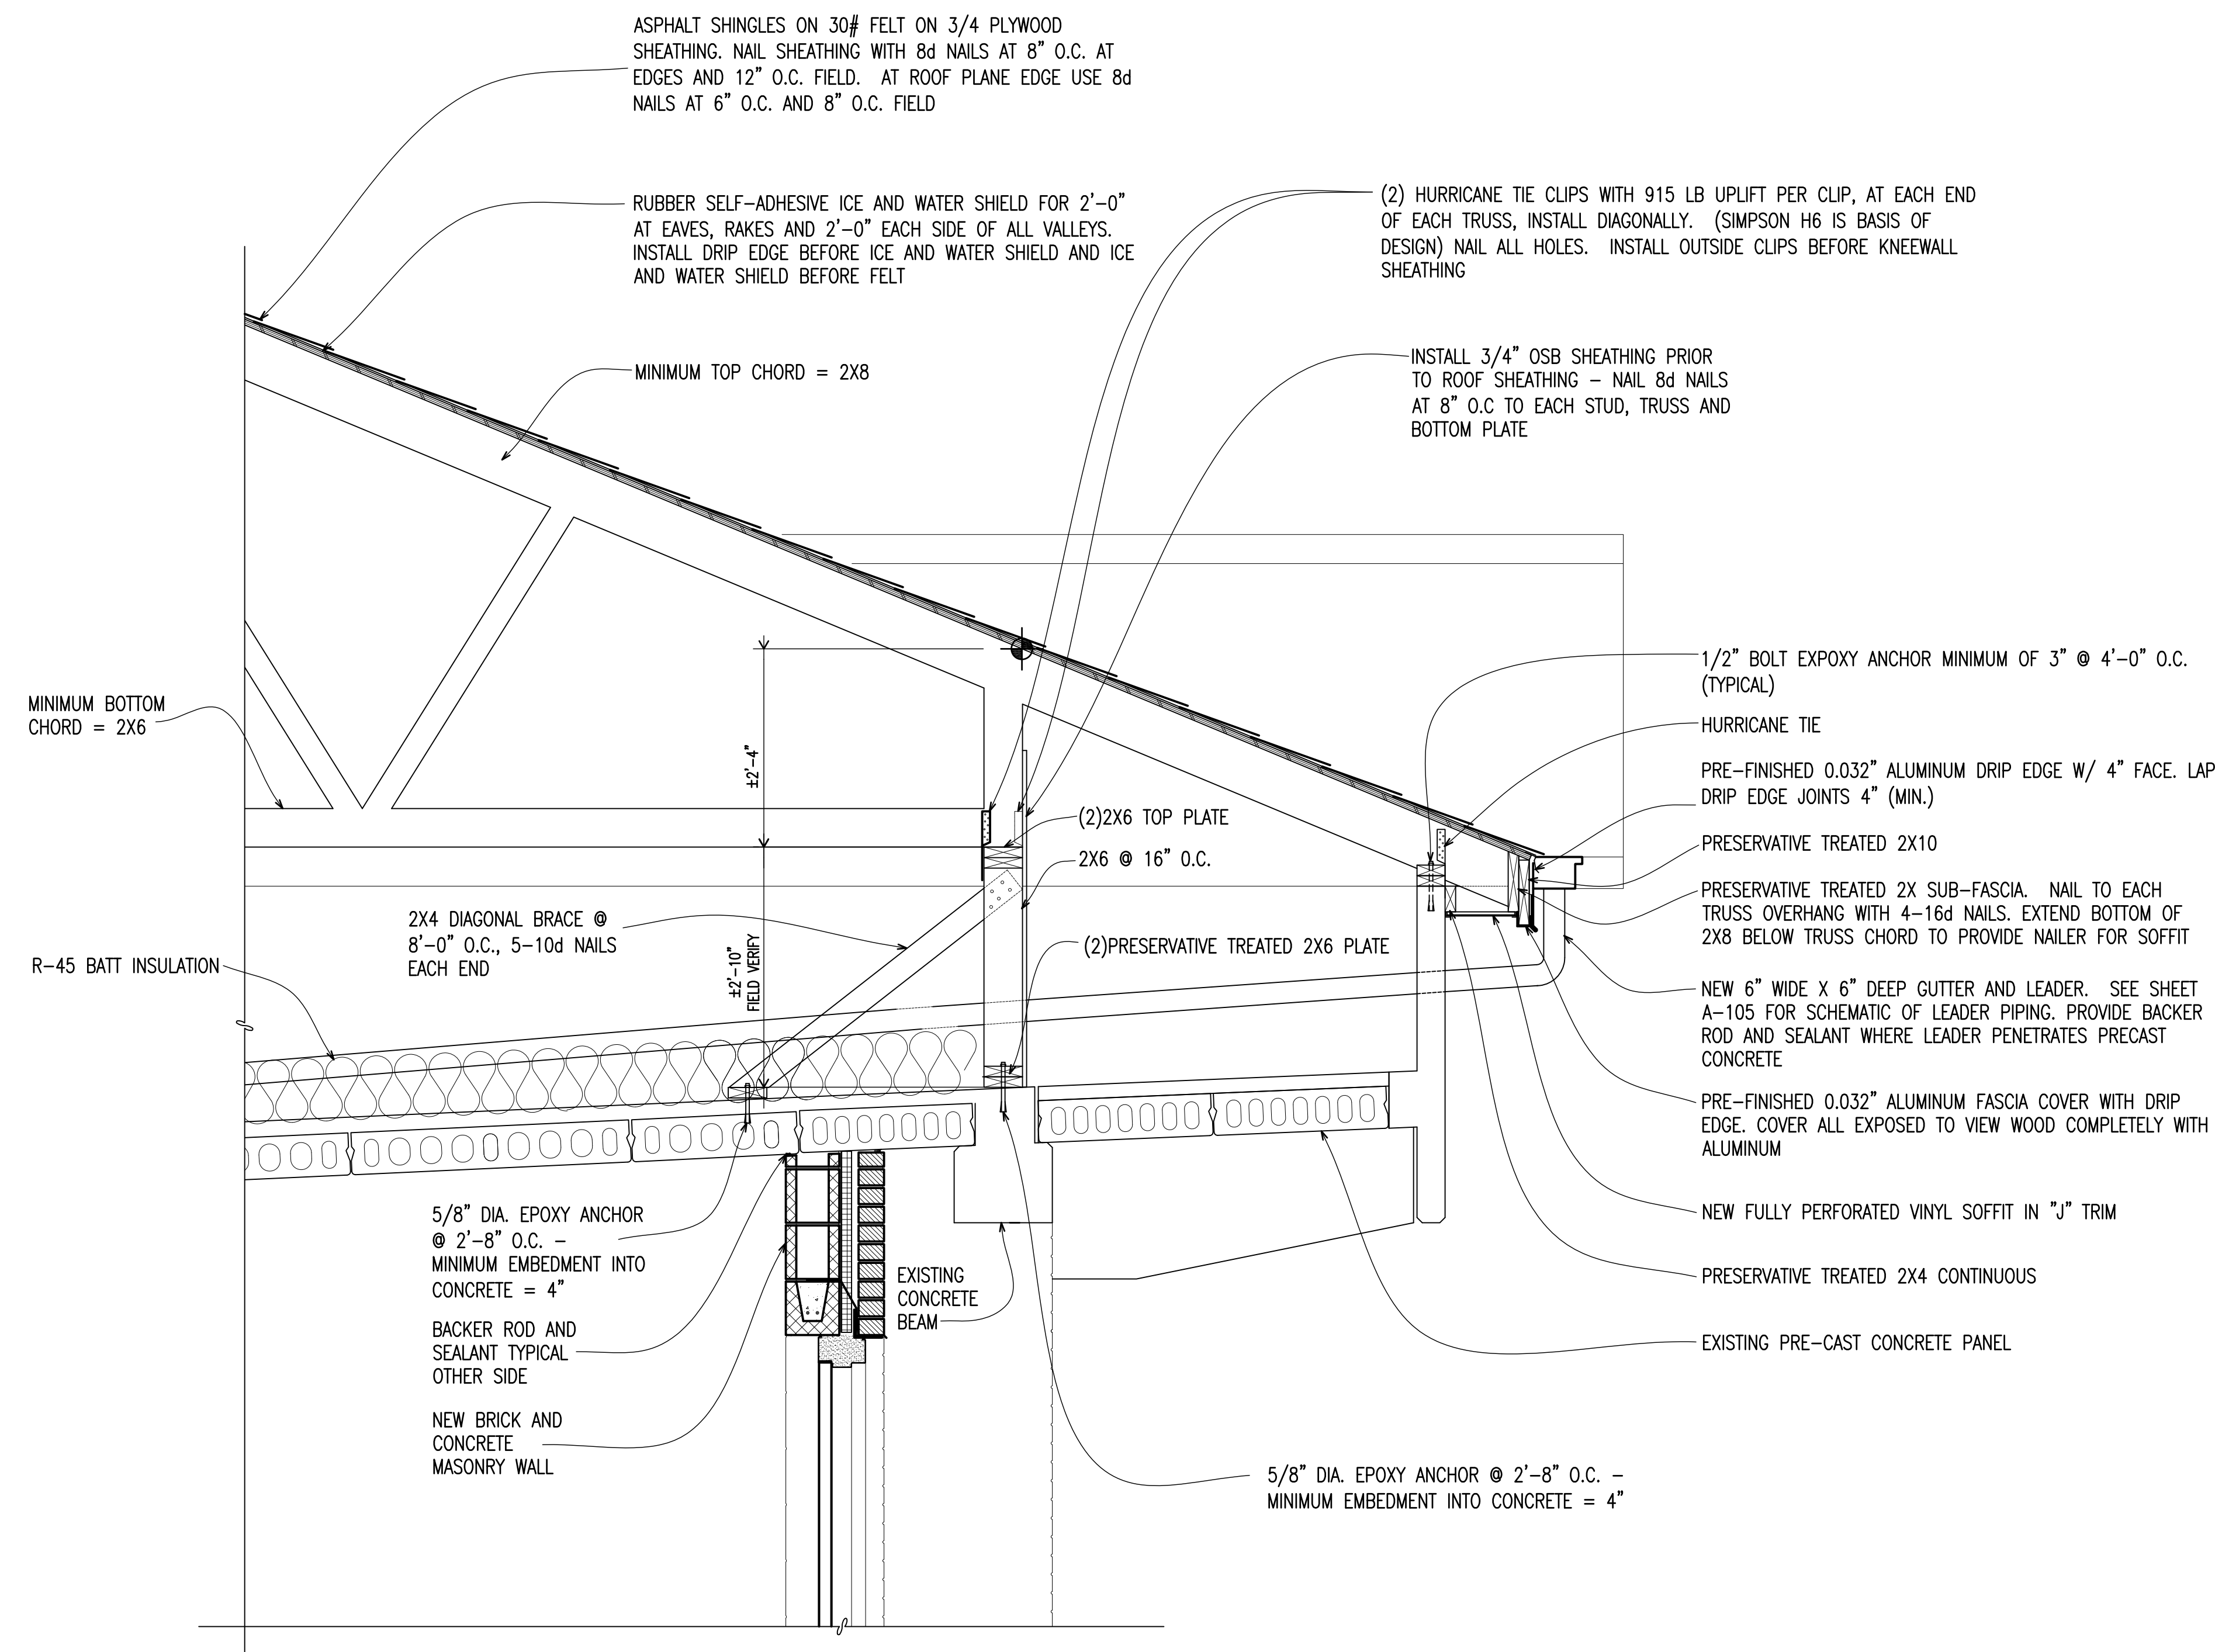 ASPHALT SHINGLES ON 30# FELT ON 3/4 PLYWOOD
SHEATHING. NAIL SHEATHING WITH 8d NAILS AT 8" O.C. AT
EDGES AND 12" O.C. FIELD. AT ROOF PLANE EDGE USE 8d
NAILS AT 6" O.C. AND 8" O.C. FIELD
RUBBER SELF-ADHESIVE ICE AND WATER SHIELD FOR 2'-0"
AT EAVES, RAKES AND 2'-0" EACH SIDE OF ALL VALLEYS.
INSTALL DRIP EDGE BEFORE ICE AND WATER SHIELD AND ICE
AND WATER SHIELD BEFORE FELT
(2) HURRICANE TIE CLIPS WITH 915 LB UPLIFT PER CLIP, AT EACH END
OF EACH TRUSS, INSTALL DIAGONALLY. (SIMPSON H6 IS BASIS OF
DESIGN) NAIL ALL HOLES. INSTALL OUTSIDE CLIPS BEFORE KNEEWALL
SHEATHING
MINIMUM TOP CHORD = 2X8
INSTALL 3/4" OSB SHEATHING PRIOR
TO ROOF SHEATHING - NAIL 8d NAILS
AT 8" O.C TO EACH STUD, TRUSS AND
BOTTOM PLATE
MINIMUM BOTTOM
CHORD = 2X6
±2'-4"
(2)2X6 TOP PLATE
2X6 @ 16" O.C.
2X4 DIAGONAL BRACE @
8'-0" O.C., 5-10d NAILS
EACH END
±2'-10"
FIELD VERIFY
(2)PRESERVATIVE TREATED 2X6 PLATE
R-45 BATT INSULATION
1/2" BOLT EXPOXY ANCHOR MINIMUM OF 3" @ 4'-0" O.C.
(TYPICAL)
HURRICANE TIE
PRE-FINISHED 0.032" ALUMINUM DRIP EDGE W/ 4" FACE. LAP
DRIP EDGE JOINTS 4" (MIN.)
PRESERVATIVE TREATED 2X10
PRESERVATIVE TREATED 2X SUB-FASCIA. NAIL TO EACH
TRUSS OVERHANG WITH 4-16d NAILS. EXTEND BOTTOM OF
2X8 BELOW TRUSS CHORD TO PROVIDE NAILER FOR SOFFIT
NEW 6" WIDE X 6" DEEP GUTTER AND LEADER. SEE SHEET
A-105 FOR SCHEMATIC OF LEADER PIPING. PROVIDE BACKER
ROD AND SEALANT WHERE LEADER PENETRATES PRECAST
CONCRETE
PRE-FINISHED 0.032" ALUMINUM FASCIA COVER WITH DRIP
EDGE. COVER ALL EXPOSED TO VIEW WOOD COMPLETELY WITH
ALUMINUM
NEW FULLY PERFORATED VINYL SOFFIT IN "J" TRIM
PRESERVATIVE TREATED 2X4 CONTINUOUS
EXISTING PRE-CAST CONCRETE PANEL
5/8" DIA. EPOXY ANCHOR
@ 2'-8" O.C. -
MINIMUM EMBEDMENT INTO
CONCRETE = 4"
BACKER ROD AND
SEALANT TYPICAL
OTHER SIDE
NEW BRICK AND
CONCRETE
MASONRY WALL
EXISTING
CONCRETE
BEAM
5/8" DIA. EPOXY ANCHOR @ 2'-8" O.C. -
MINIMUM EMBEDMENT INTO CONCRETE = 4"